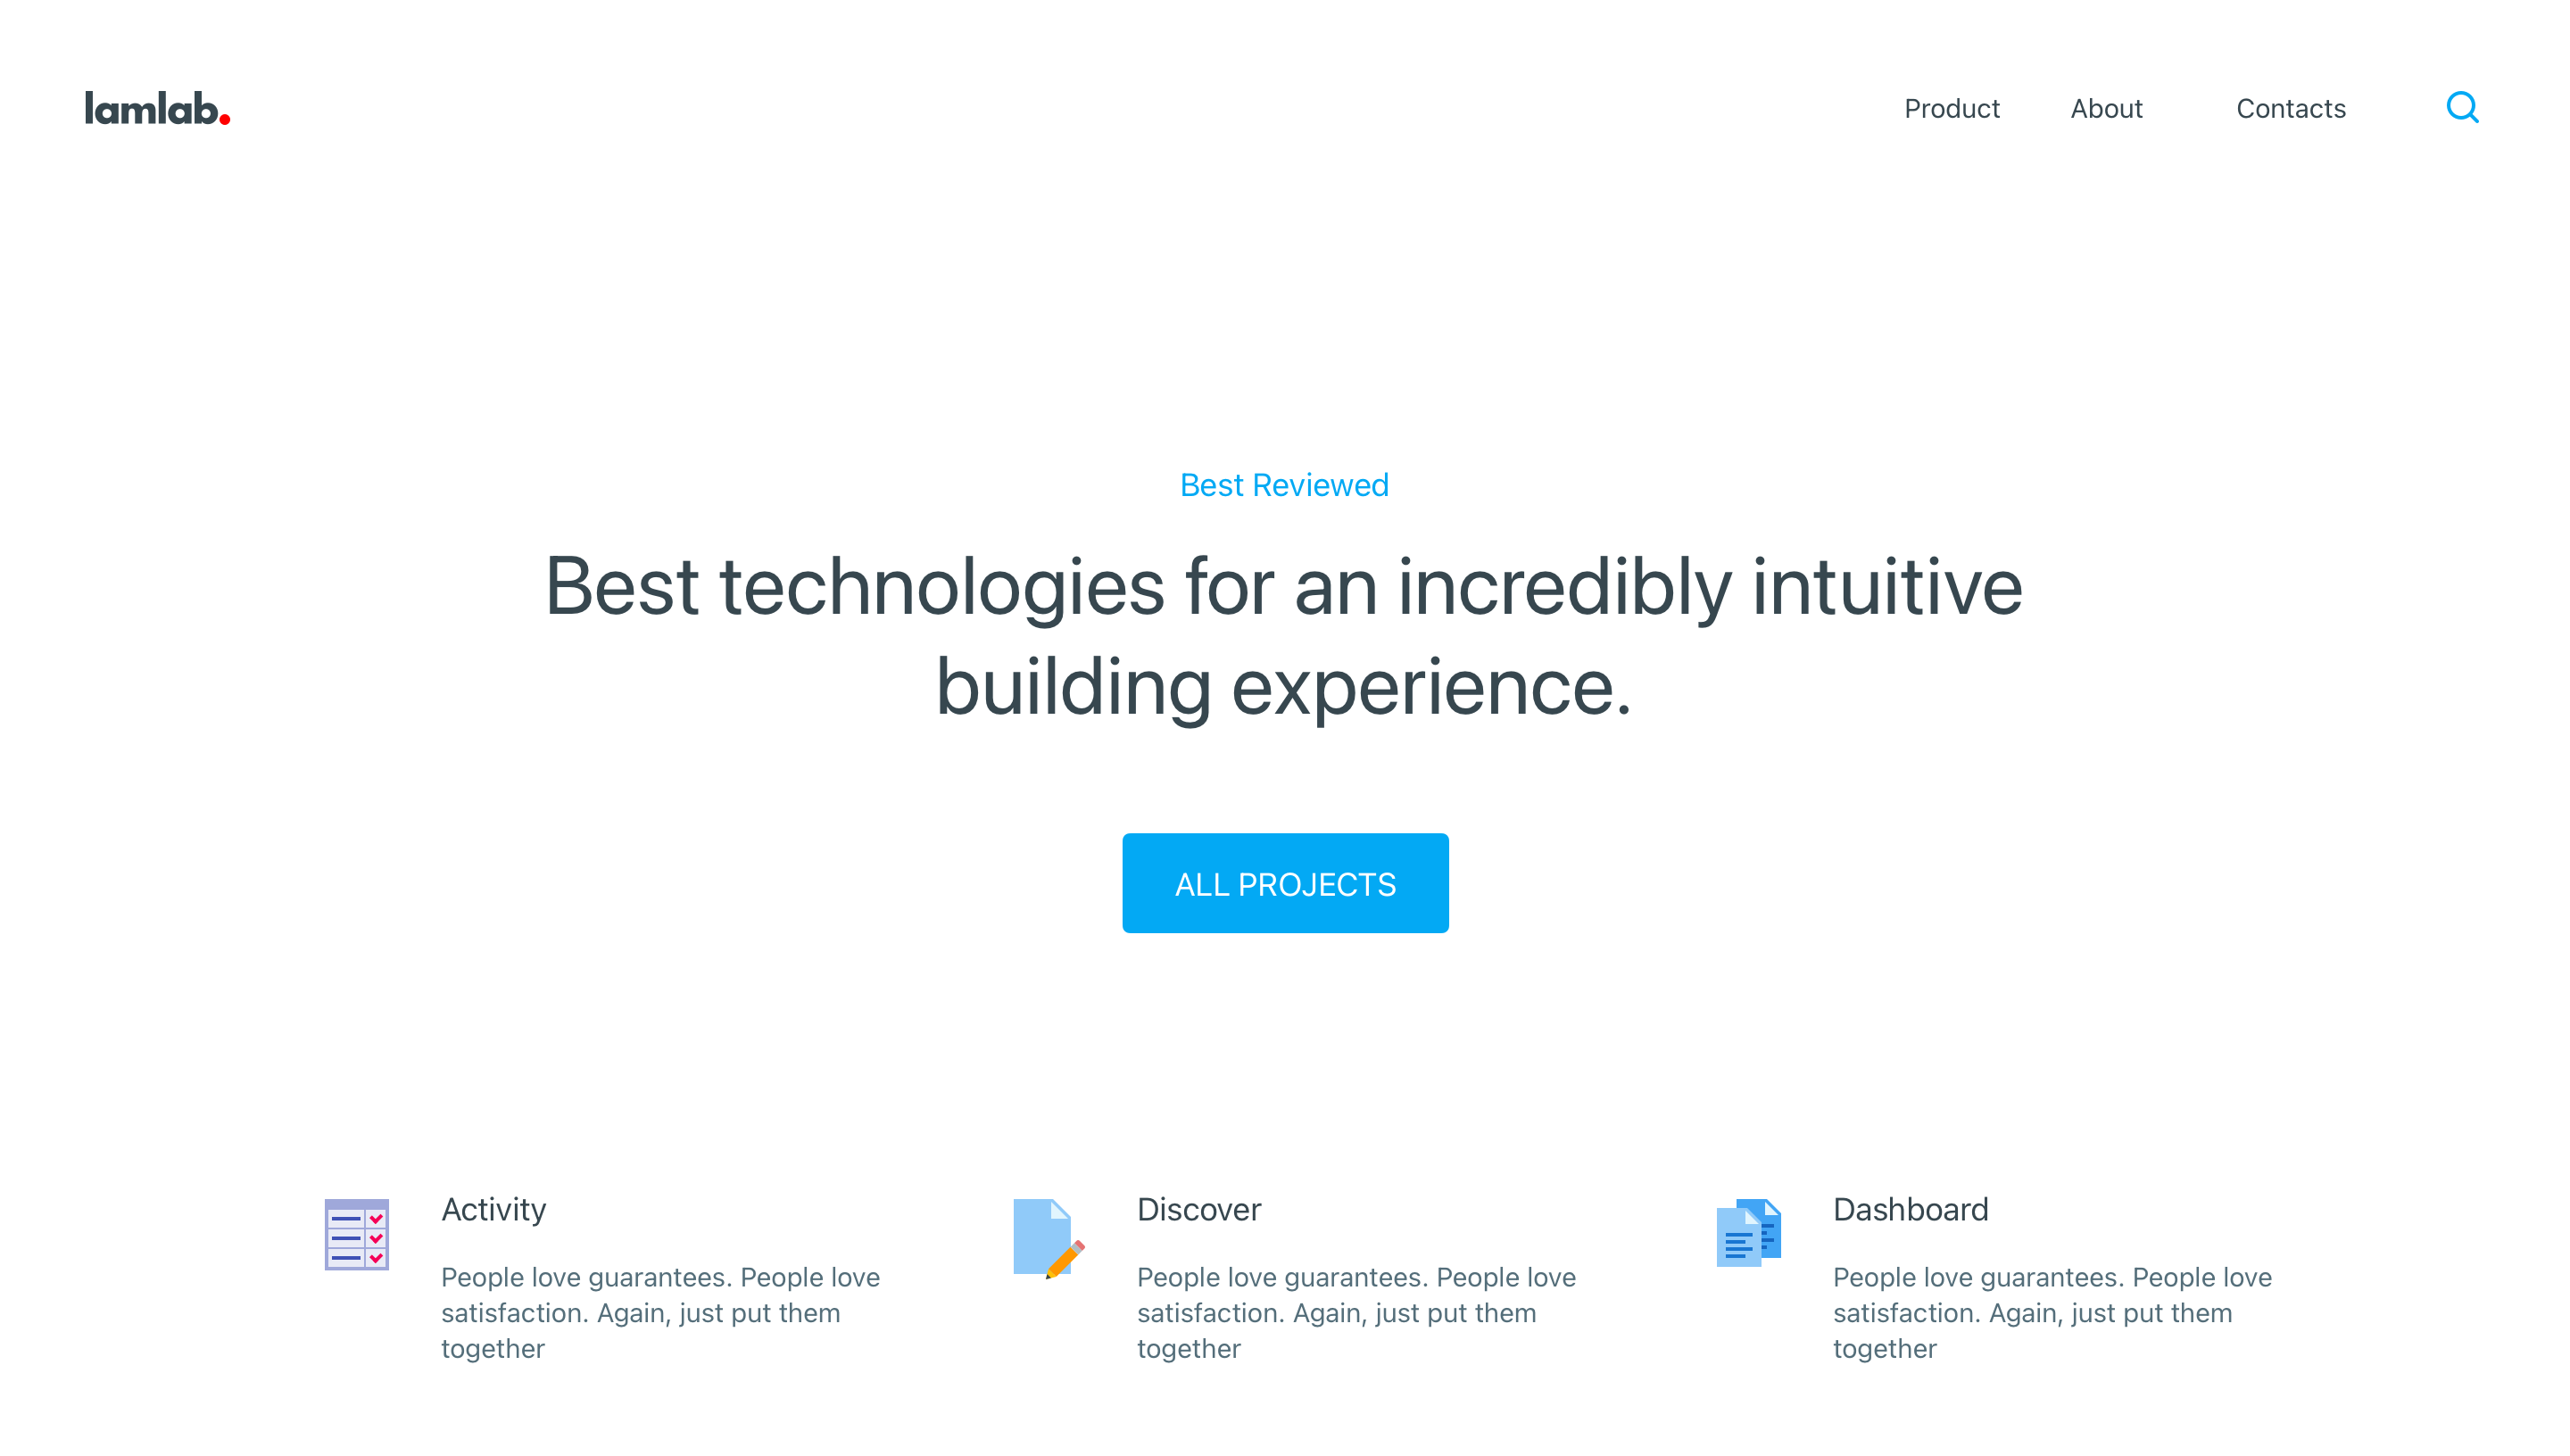 lamlab.
Product About Contacts
Best Reviewed
Best technologies for an incredibly intuitive
building experience.
ALL PROJECTS
Activity
People love guarantees. People love
satisfaction. Again, just put them
together
Discover
People love guarantees. People love
satisfaction. Again, just put them
together
Dashboard
People love guarantees. People love
satisfaction. Again, just put them
together